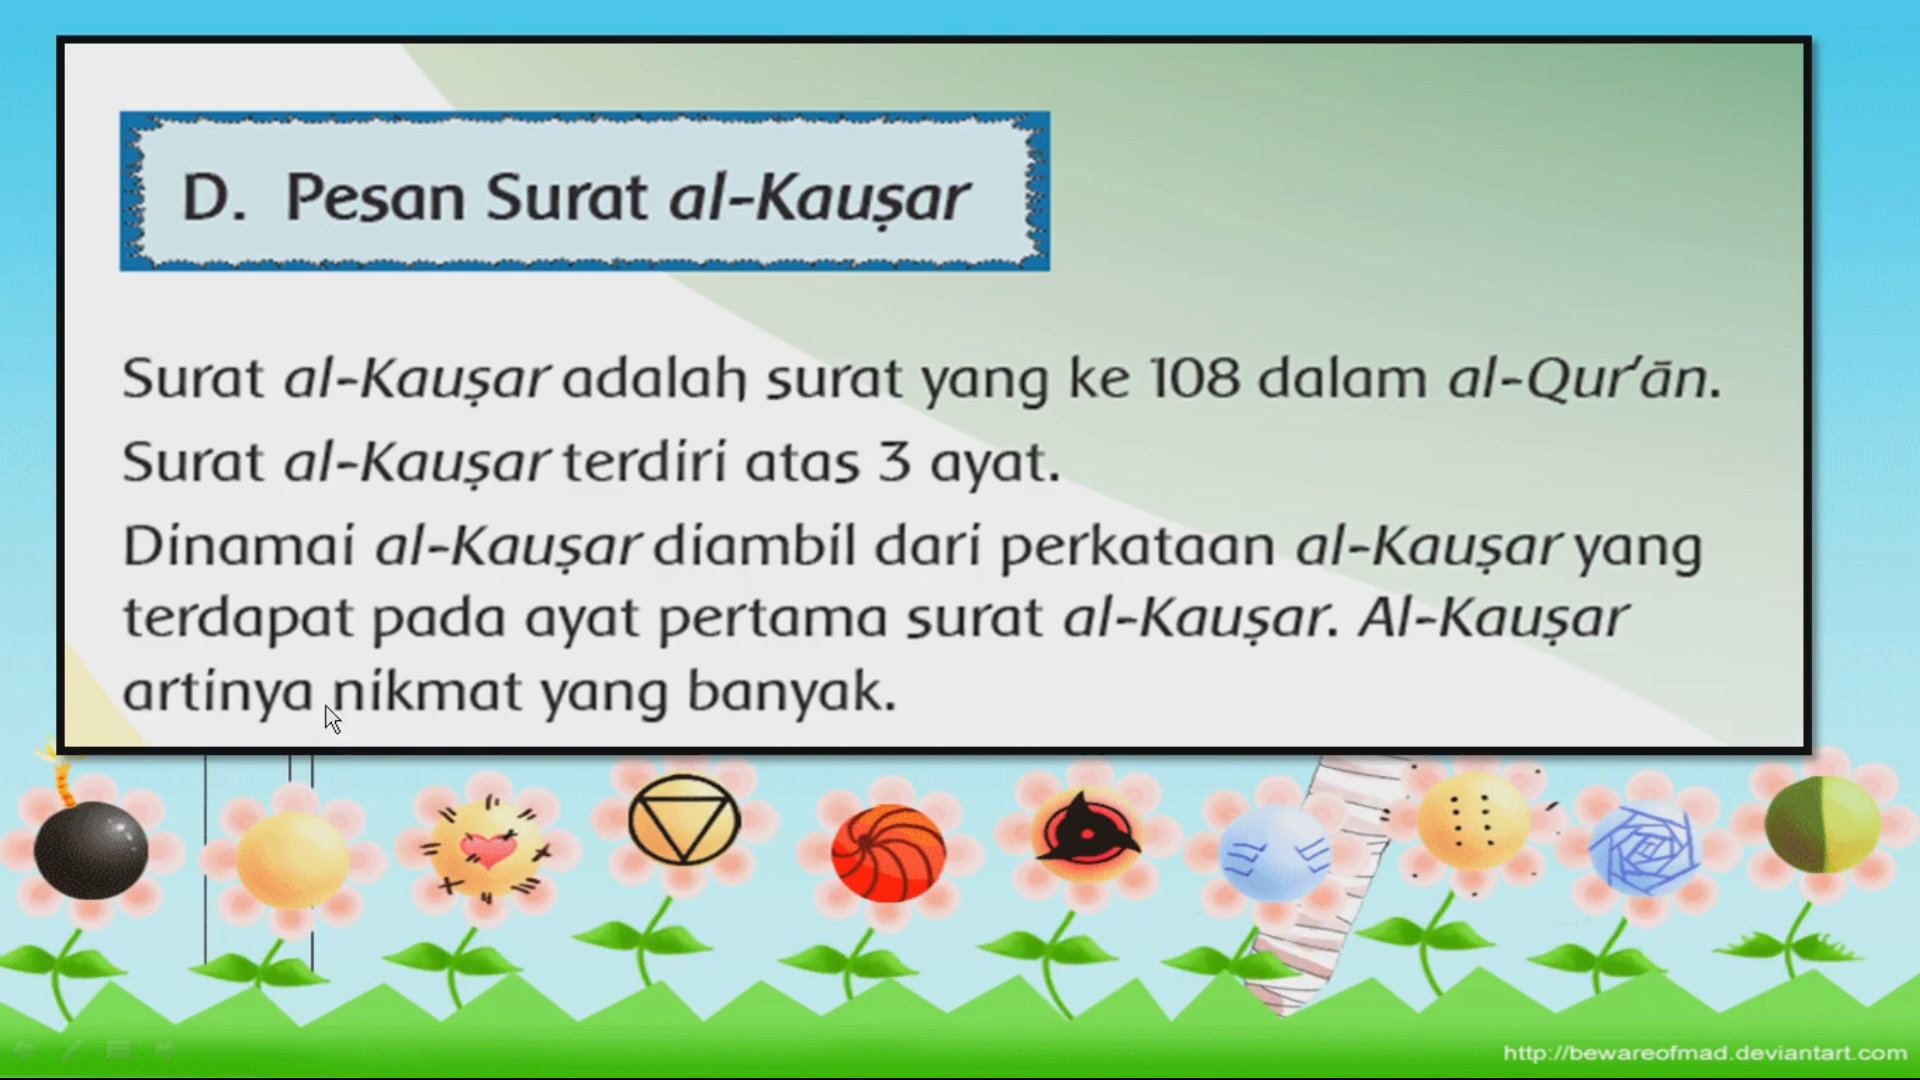 D. Pesan Surat al-Kauṣar
Surat al-Kauṣar adalah surat yang ke 108 dalam al-Qur’ān.
Surat al-Kauṣar terdiri atas 3 ayat.
Dinamai al-Kauṣar diambil dari perkataan al-Kauṣar yang
terdapat pada ayat pertama surat al-Kauṣar. Al-Kauṣar
artinya nikmat yang banyak.
http://bewareofmad.deviantart.com